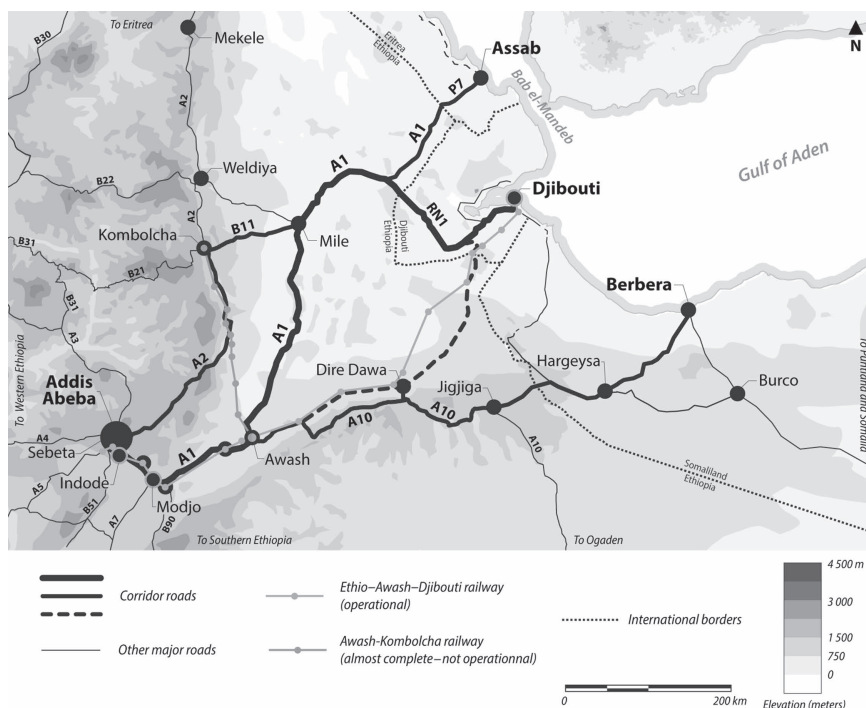 To Eritrea
B30
Mekele
Eritrea
Ethiopia
Assab
N
P7
A2
A1
Bab el-Mandeb
Gulf of Aden
Weldiya
A1
B22
A2
B11
RN1
Djibouti
Djibouti
Ethiopia
Kombolcha
Mile
B31
B21
B31
A3
A1
A2
Berbera
To Western Ethiopia
To Puntland and Somalia
Addis
Abeba
Dire Dawa
Hargeysa
Jigjiga
Burco
A10
A10
A10
A4
Sebeta
A1
Awash
Indode
A5
B51
A7
Modjo
B90
Somaliland
Ethiopia
To Southern Ethiopia
To Ogaden
Corridor roads
Other major roads
Ethio–Awash–Djibouti railway
(operational)
Awash-Kombolcha railway
(almost complete – not operationnal)
International borders
0
200 km
4 500 m
3 000
1 500
750
0
Elevation (meters)